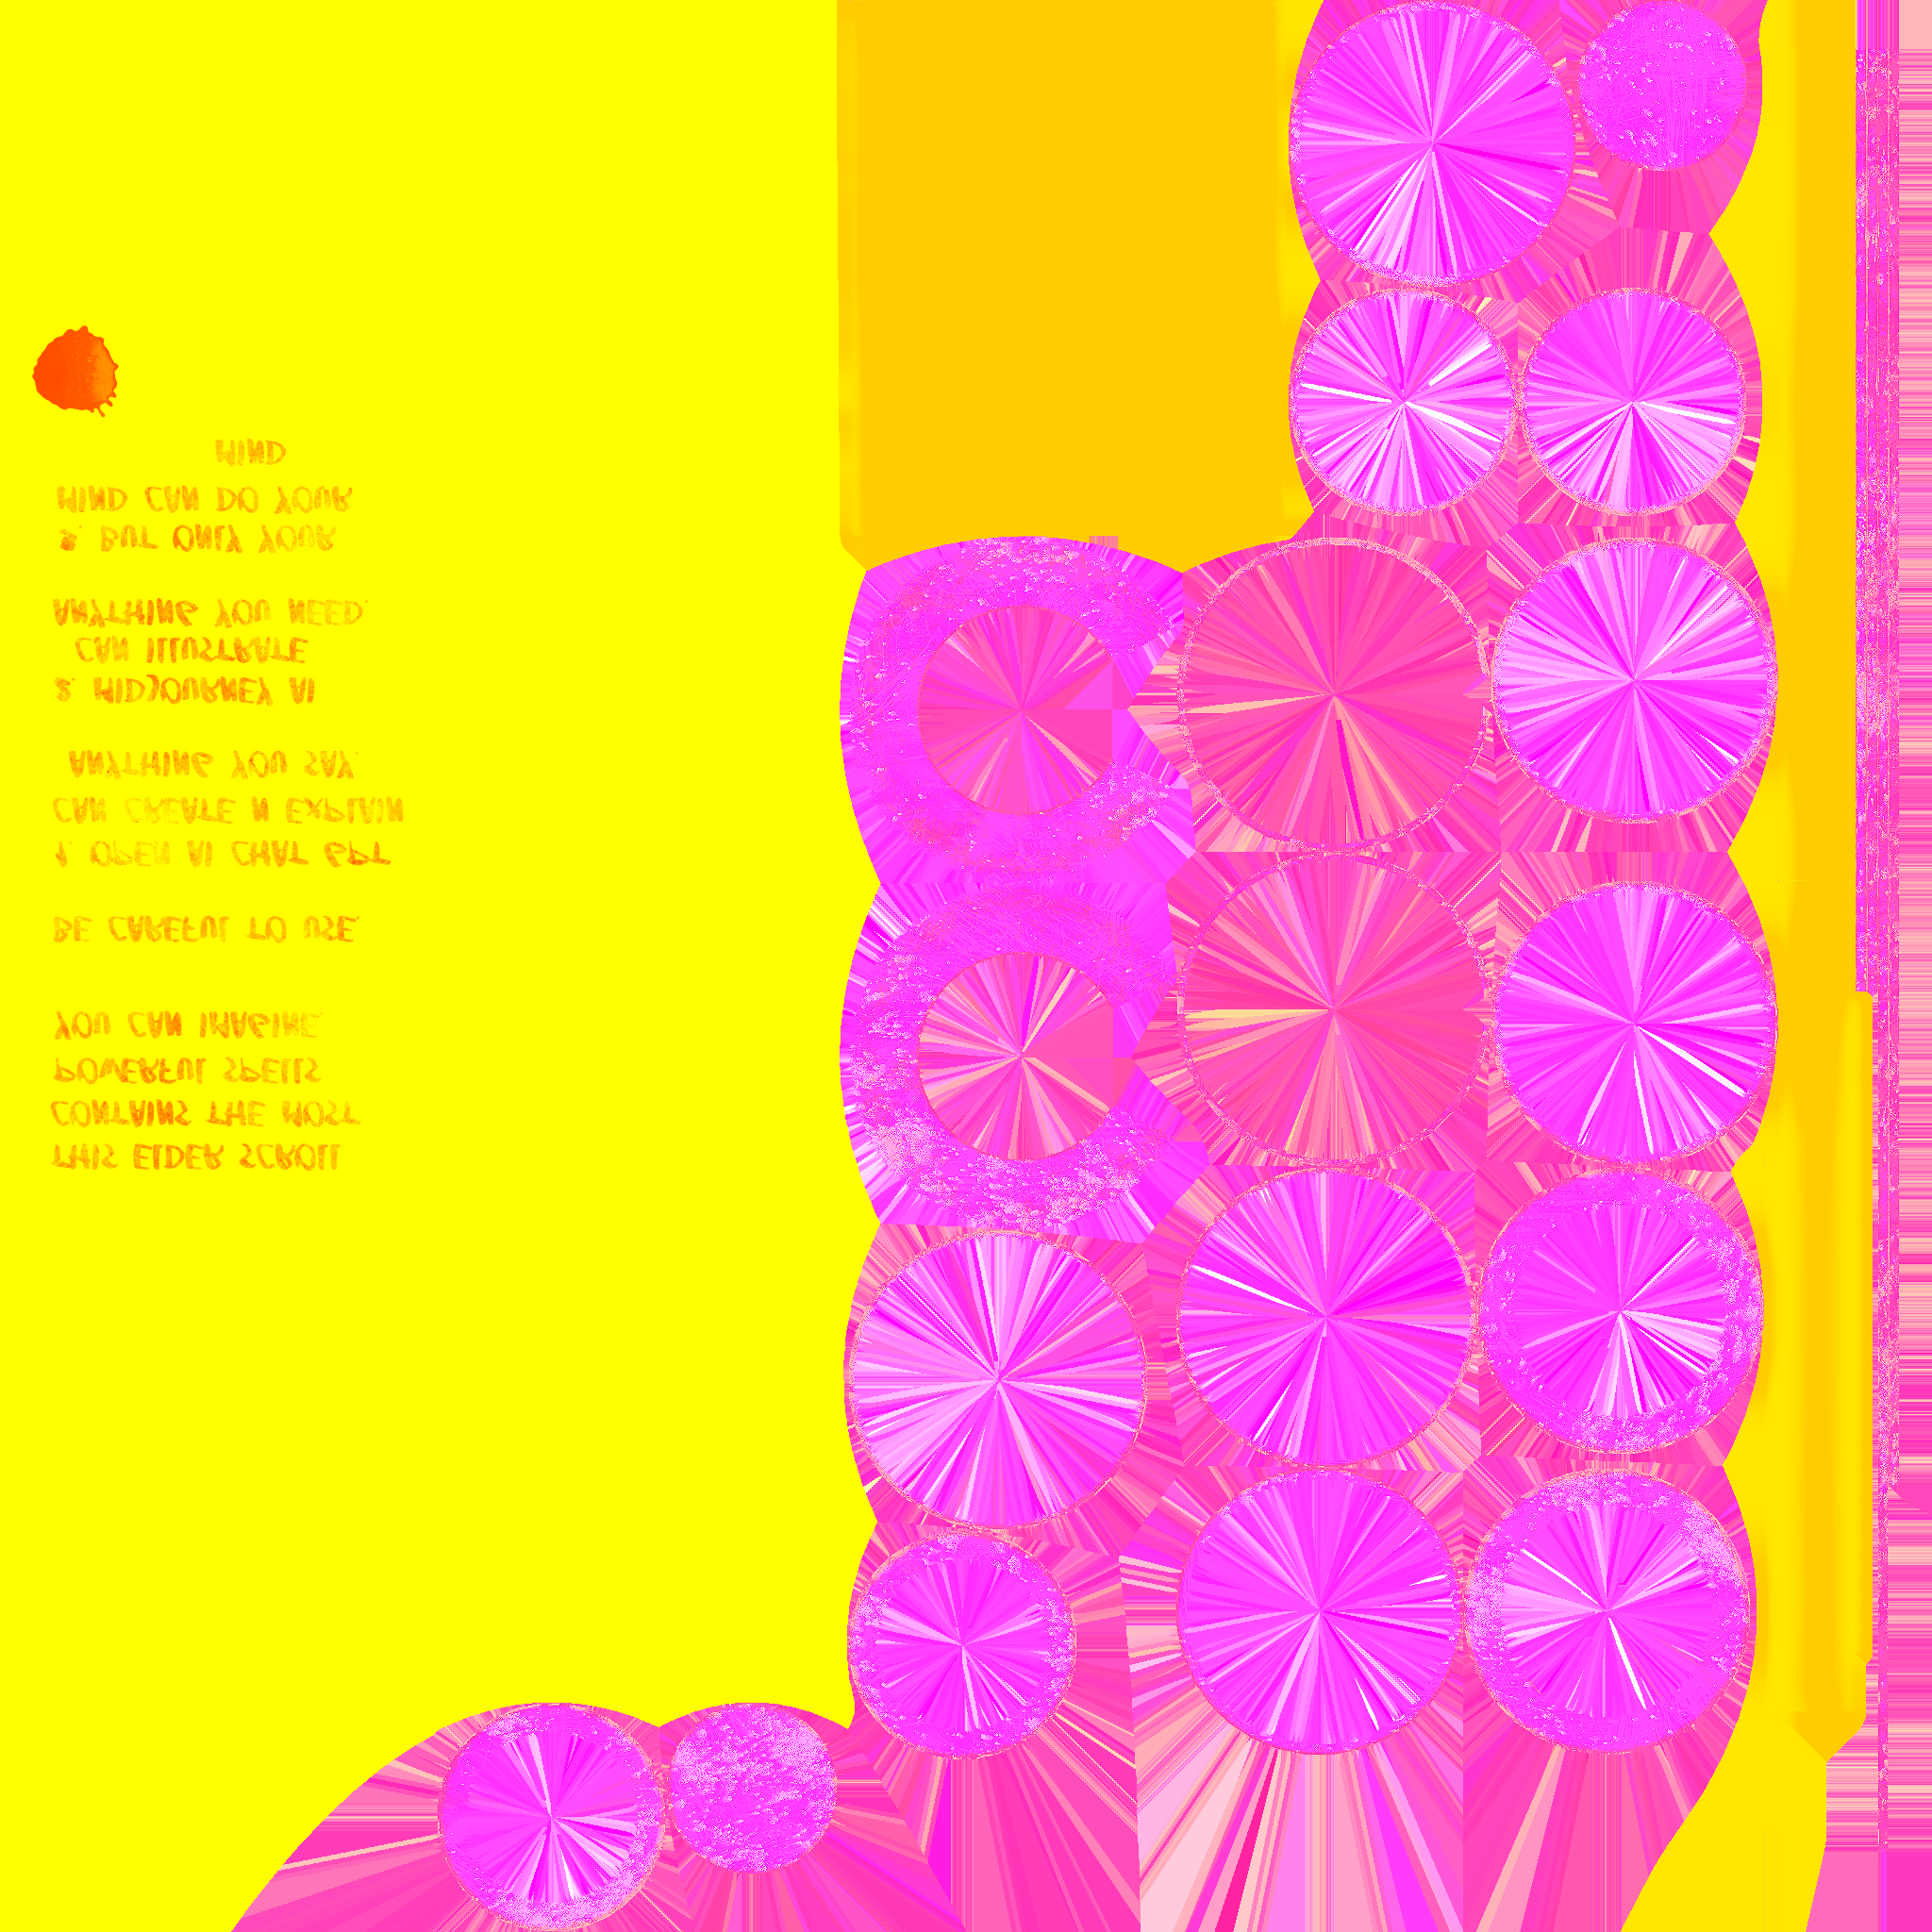 THIS ELDER SCROLL
CONTAINS THE MOST
POWERFUL SPELLS
YOU CAN IMAGINE
BE CAREFUL TO USE.
1. OPEN AI CHAT GPT
CAN CREATE N EXPLAIN
ANYTHING YOU SAY.
2. MIDJOURNEY AI
CAN ILLUSTRATE
ANYTHING YOU NEED.
3. BUT ONLY YOUR
MIND CAN DO YOUR
MIND